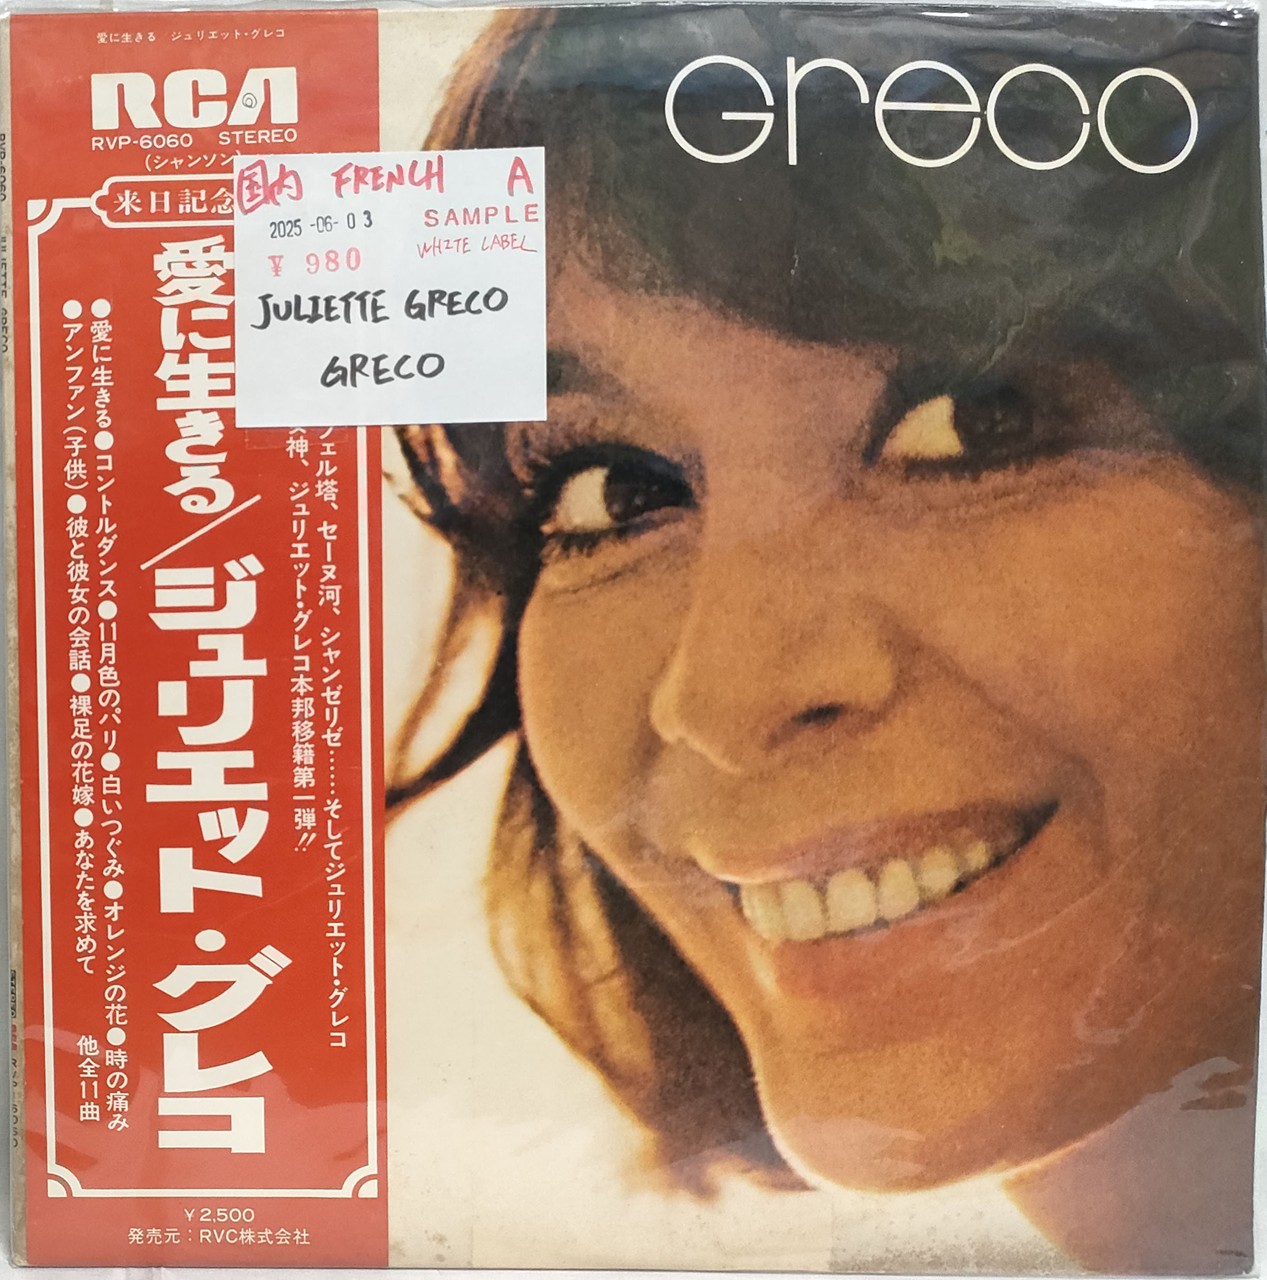 愛に生きる ジュリエット・グレコ
RCA
RVP-6060 STEREO
(シャンソン)
来日記念
愛に生きる/ジュリエット・グレコ
フェル塔、セーヌ河、シャンゼリゼ……そしてジュリエット・グレコ
神、ジュリエット・グレコ本邦移籍第一弾!!
●愛に生きる●コントルダンス●11月色のパリ●白いつぐみ●オレンジの花●時の痛み
●アンファン(子供)●彼と彼女の会話●裸足の花嫁●あなたを求めて 他全11曲
¥2,500
発売元:RVC株式会社
国内 FRENCH A
2025-06-03 SAMPLE
¥ 980 WHITE LABEL
JULIETTE GRECO
GRECO
Greco
RVP-6060 JULIETTE GRECO